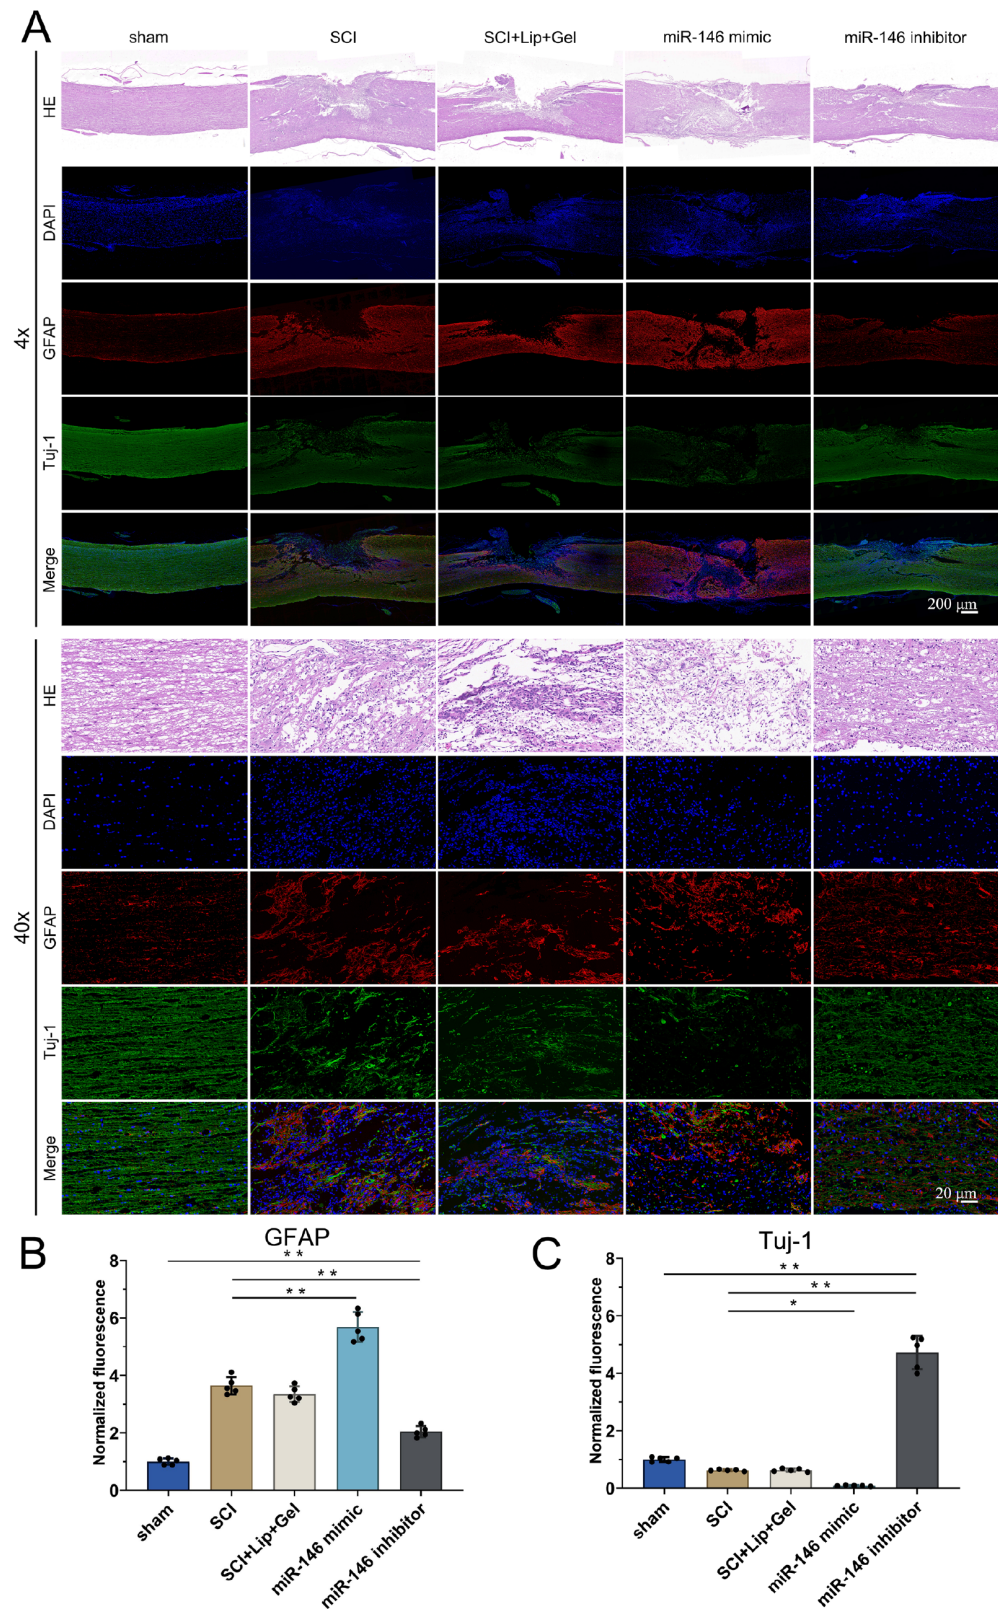 A
sham SCI SCI+Lip+Gel miR-146 mimic miR-146 inhibitor
4x
HE
DAPI
GFAP
Tuj-1
Merge
200 μm
40x
HE
DAPI
GFAP
Tuj-1
Merge
20 μm
B
GFAP
Normalized fluorescence
8
6
4
2
0
* *
* *
* *
sham
SCI
SCI+Lip+Gel
miR-146 mimic
miR-146 inhibitor
C
Tuj-1
Normalized fluorescence
8
6
4
2
0
* *
* *
*
sham
SCI
SCI+Lip+Gel
miR-146 mimic
miR-146 inhibitor